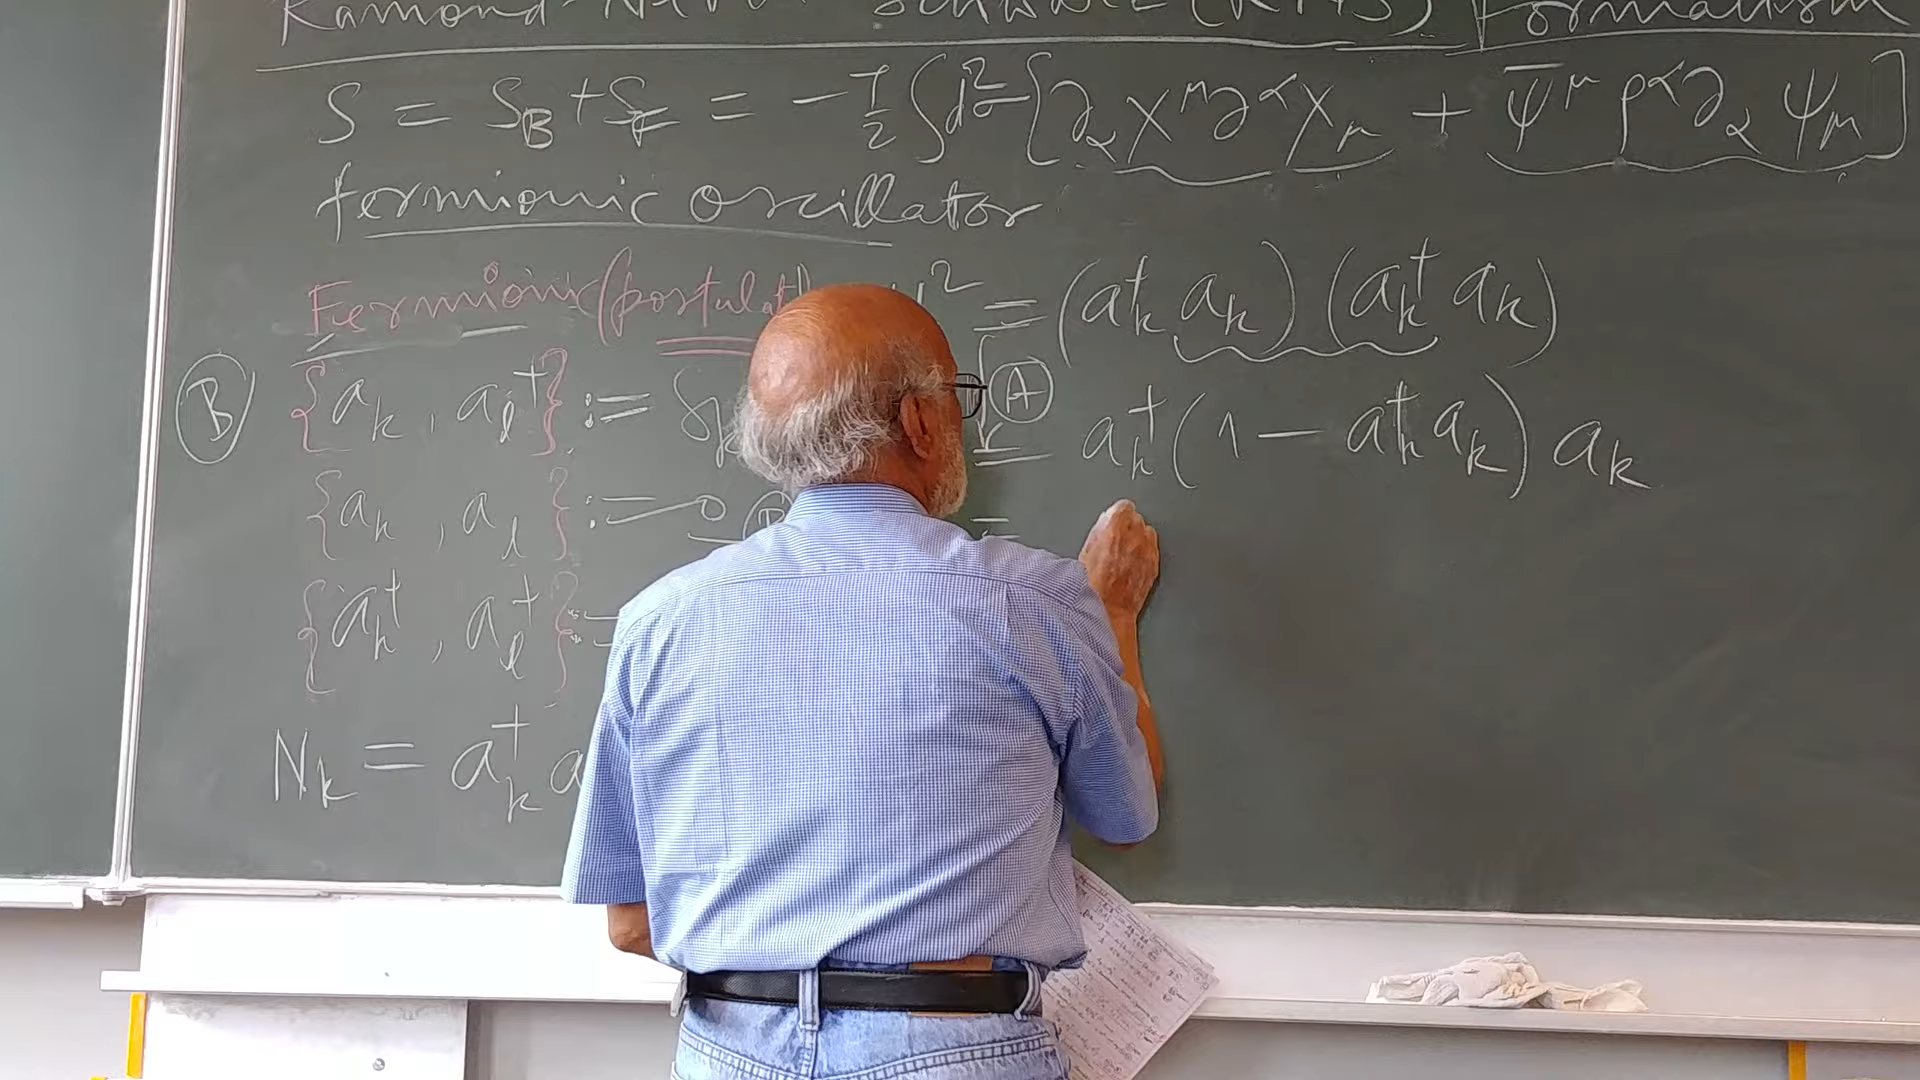 Ramond-Neveu-Schwarz (RNS) Formalism
S = S_B + S_F = -T/2 ∫d²σ [∂_α X^μ ∂^α X_μ + ψ̄^μ ρ^α ∂_α ψ_μ]
fermionic oscillator
Fermionic (postulat)
² = (a_k† a_k) (a_k† a_k)
Ⓑ {a_k, a_l†} := δ
Ⓐ = a_k† (1 - a_k† a_k) a_k
{a_k, a_l} := 0
=
{a_k†, a_l†} :=
N_k = a_k† a